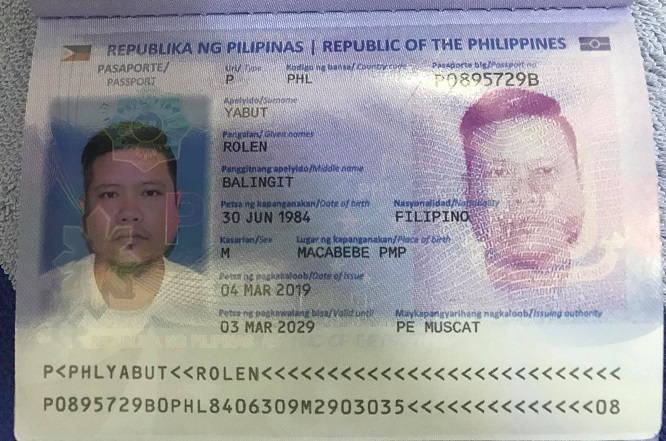 REPUBLIKA NG PILIPINAS | REPUBLIC OF THE PHILIPPINES
PASAPORTE/
PASSPORT
Uri/ Type
P
Kodigo ng bansa/ Country code
PHL
Pasaporte blg/Passport no.
P0895729B
Apelyido/Surname
YABUT
Pangalan/ Given names
ROLEN
Panggitnang apelyido/Middle name
BALINGIT
Petsa ng kapanganakan/Date of birth
30 JUN 1984
Nasyonalidad/Nationality
FILIPINO
Kasarian/Sex
M
Lugar ng kapanganakan/Place of birth
MACABEBE PMP
Petsa ng pagkakaloob/Date of issue
04 MAR 2019
Petsa ng pagkawalang bisa/Valid until
03 MAR 2029
Maykapangyarihang nagkaloob/Issuing authority
PE MUSCAT
P<PHLYABUT<<ROLEN<<<<<<<<<<<<<<<<<<<<<<<<<<<
P0895729B0PHL8406309M2903035<<<<<<<<<<<<<<08